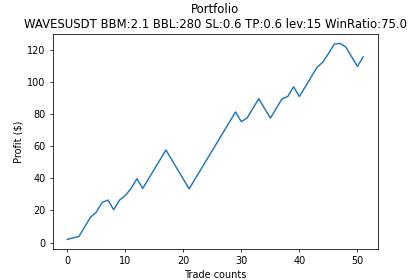 Portfolio
WAVESUSDT BBM:2.1 BBL:280 SL:0.6 TP:0.6 lev:15 WinRatio:75.0
120
100
80
60
40
20
0
Profit ($)
0 10 20 30 40 50
Trade counts